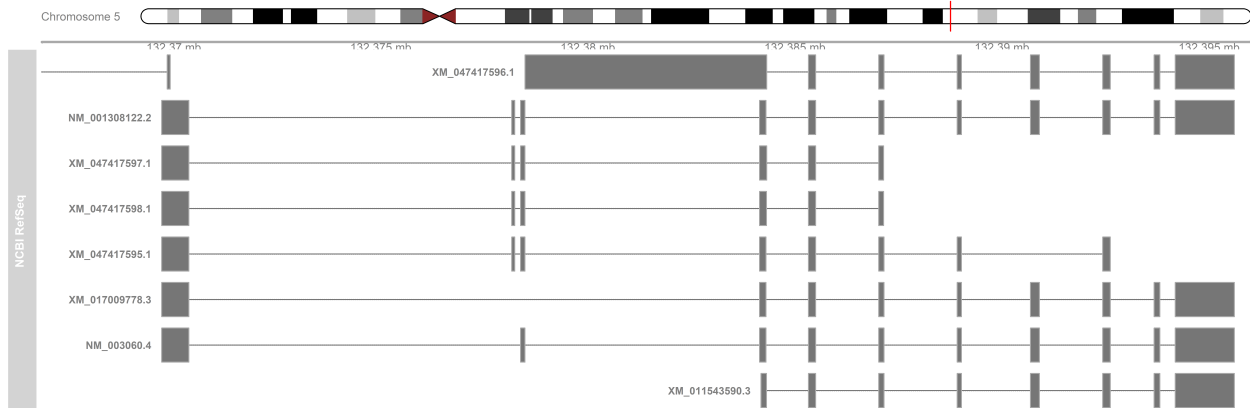 Chromosome 5
132.37 mb 132.375 mb 132.38 mb 132.385 mb 132.39 mb 132.395 mb
XM_047417596.1
NM_001308122.2
XM_047417597.1
XM_047417598.1
XM_047417595.1
XM_017009778.3
NM_003060.4
XM_011543590.3
NCBI RefSeq